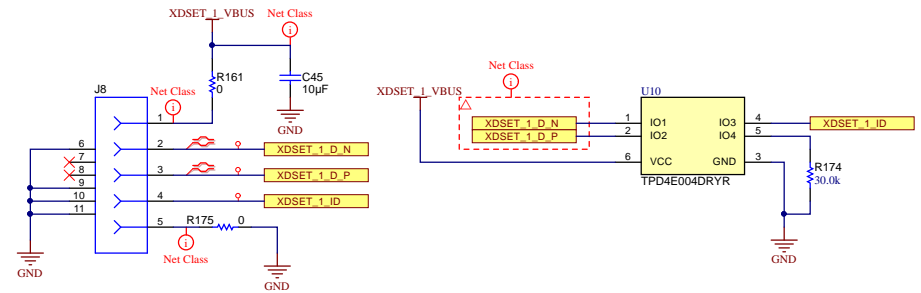 XDSET_1_VBUS
Net Class
R161
0
C45
10µF
GND
J8
Net Class
1
6
2
XDSET_1_D_N
7
8
3
XDSET_1_D_P
9
10
4
XDSET_1_ID
11
5
R175
0
Net Class
GND
GND
Net Class
XDSET_1_VBUS
U10
XDSET_1_D_N
1
IO1
IO3
4
XDSET_1_ID
XDSET_1_D_P
2
IO2
IO4
5
6
VCC
GND
3
TPD4E004DRYR
R174
30.0k
GND